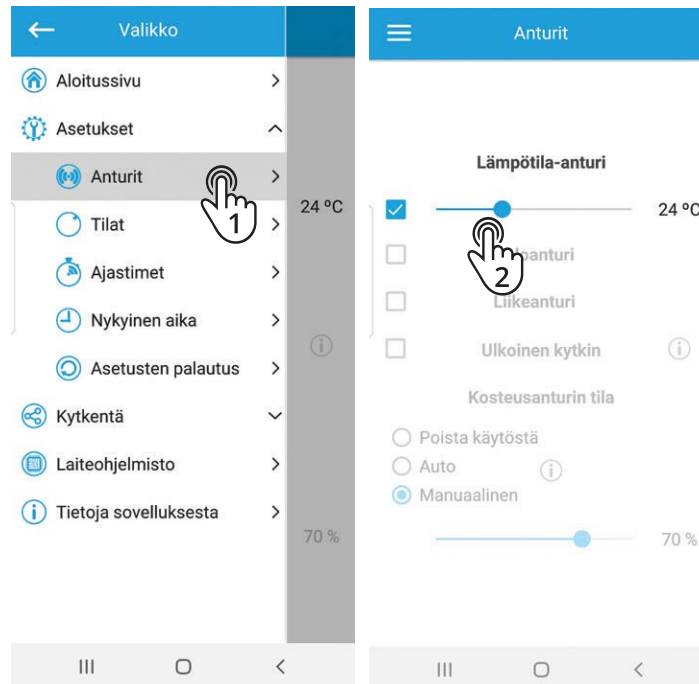 Valikko
Aloitussivu
Asetukset
Anturit
1
Tilat
Ajastimet
Nykyinen aika
Asetusten palautus
Kytkentä
Laiteohjelmisto
Tietoja sovelluksesta
24 ºC
70 %
Anturit
Lämpötila-anturi
24 ºC
2
Liikeanturi
Ulkoinen kytkin
Kosteusanturin tila
Poista käytöstä
Auto
Manuaalinen
70 %